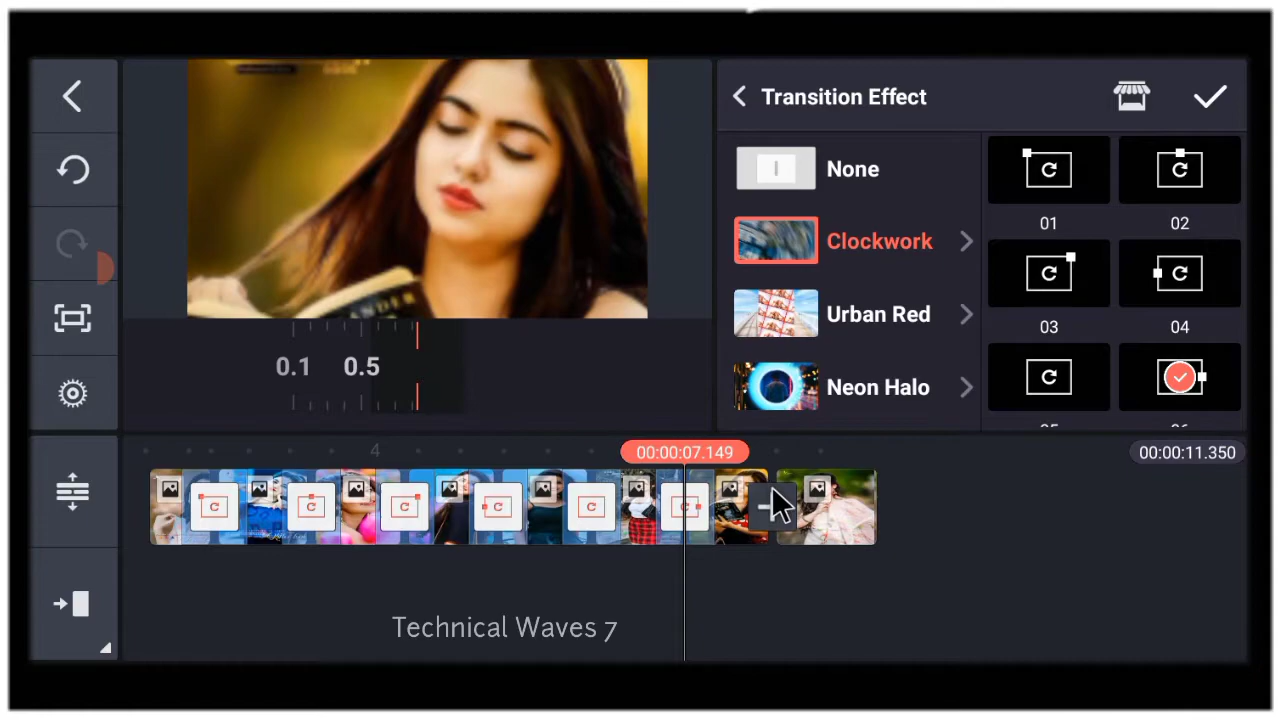 Transition Effect
None
Clockwork
Urban Red
Neon Halo
01
02
03
04
0.1
0.5
4
00:00:07.149
00:00:11.350
Technical Waves 7